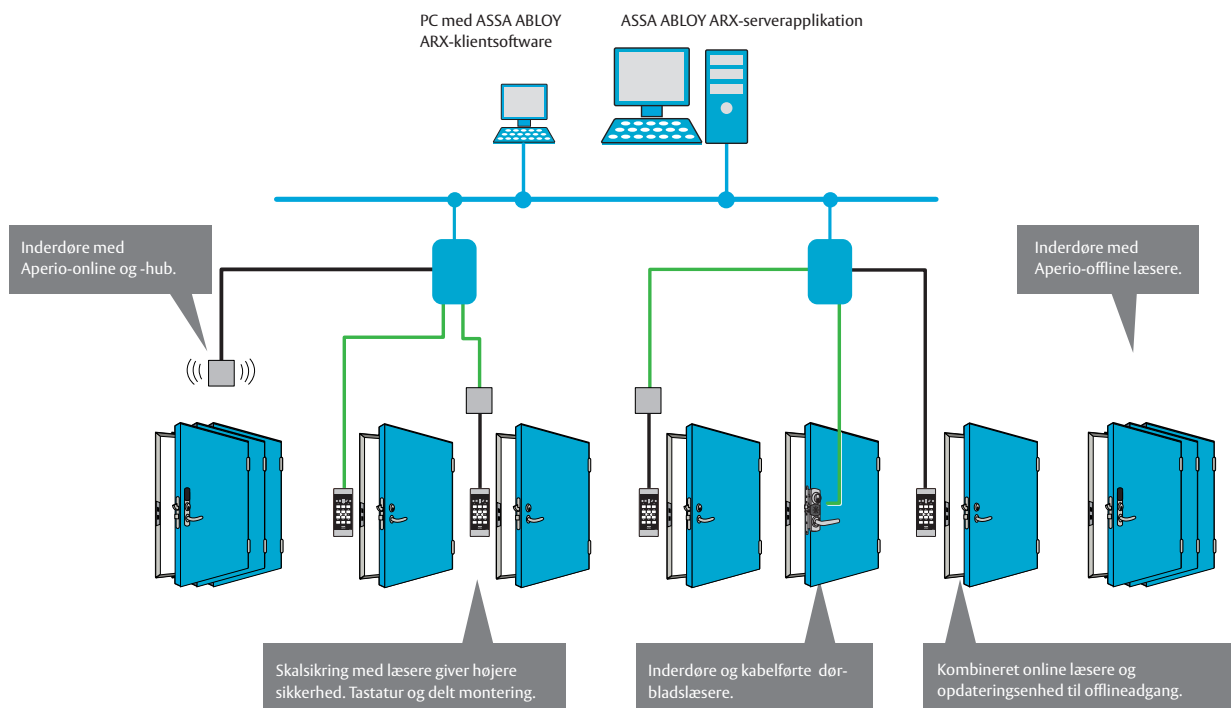 PC med ASSA ABLOY
ARX-klientsoftware
ASSA ABLOY ARX-serverapplikation
Inderdøre med
Aperio-online og -hub.
Inderdøre med
Aperio-offline læsere.
Skalsikring med læsere giver højere
sikkerhed. Tastatur og delt montering.
Inderdøre og kabelførte dør-
bladslæsere.
Kombineret online læsere og
opdateringsenhed til offlineadgang.